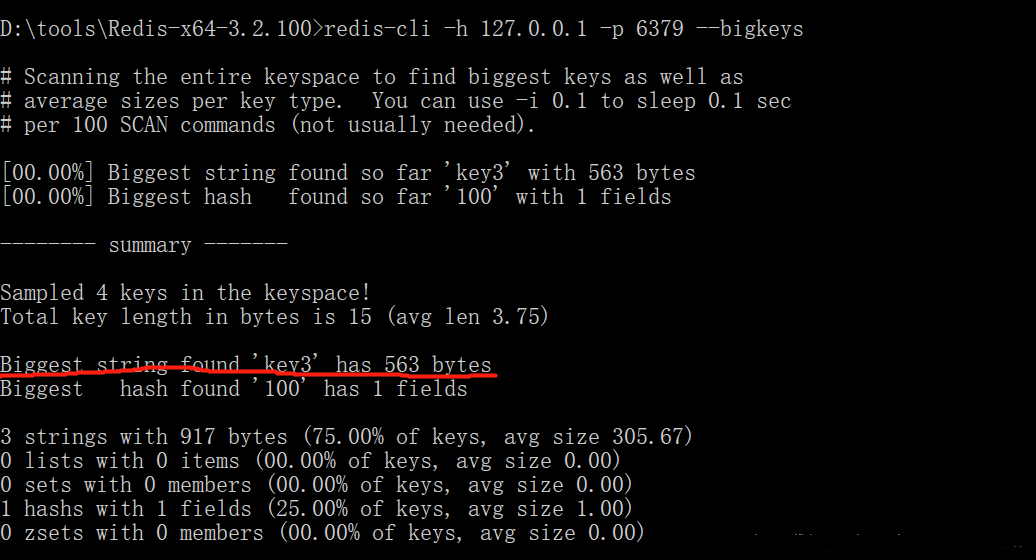 D:\tools\Redis-x64-3.2.100>redis-cli -h 127.0.0.1 -p 6379 --bigkeys
# Scanning the entire keyspace to find biggest keys as well as
# average sizes per key type.  You can use -i 0.1 to sleep 0.1 sec
# per 100 SCAN commands (not usually needed).
[00.00%] Biggest string found so far 'key3' with 563 bytes
[00.00%] Biggest hash   found so far '100' with 1 fields
-------- summary -------
Sampled 4 keys in the keyspace!
Total key length in bytes is 15 (avg len 3.75)
Biggest string found 'key3' has 563 bytes
Biggest   hash found '100' has 1 fields
3 strings with 917 bytes (75.00% of keys, avg size 305.67)
0 lists with 0 items (00.00% of keys, avg size 0.00)
0 sets with 0 members (00.00% of keys, avg size 0.00)
1 hashs with 1 fields (25.00% of keys, avg size 1.00)
0 zsets with 0 members (00.00% of keys, avg size 0.00)